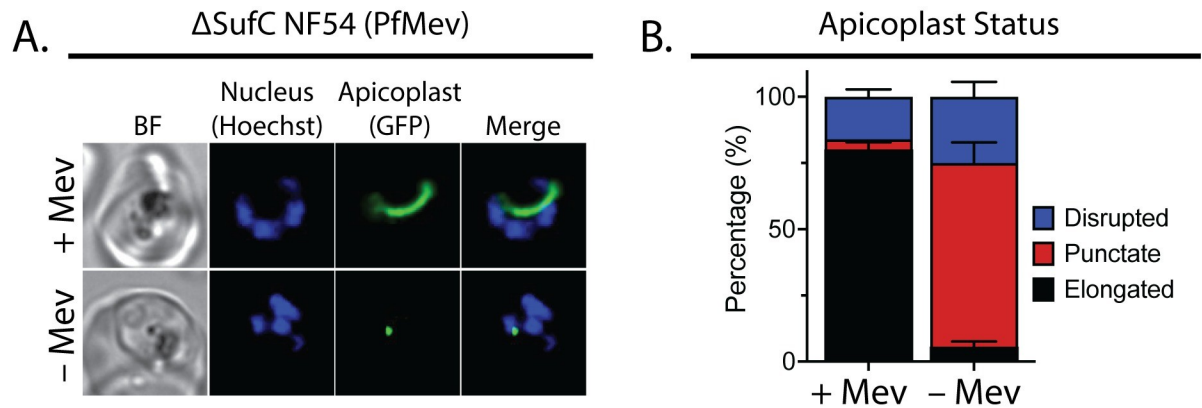 A.
ΔSufC NF54 (PfMev)
BF
Nucleus
(Hoechst)
Apicoplast
(GFP)
Merge
+ Mev
– Mev
B.
Apicoplast Status
Percentage (%)
100
50
0
Disrupted
Punctate
Elongated
+ Mev
– Mev